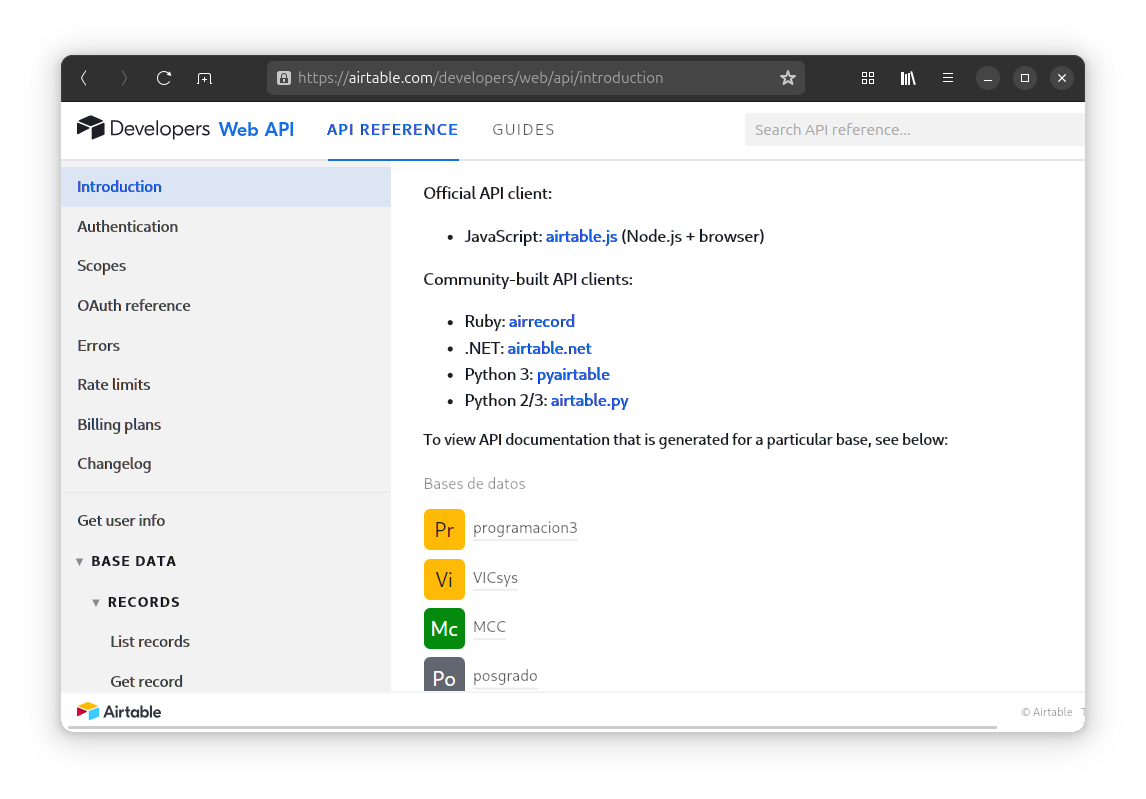 https://airtable.com/developers/web/api/introduction
Developers Web API
API REFERENCE
GUIDES
Search API reference...
Introduction
Authentication
Scopes
OAuth reference
Errors
Rate limits
Billing plans
Changelog
Get user info
BASE DATA
RECORDS
List records
Get record
Official API client:
JavaScript: airtable.js (Node.js + browser)
Community-built API clients:
Ruby: airrecord
.NET: airtable.net
Python 3: pyairtable
Python 2/3: airtable.py
To view API documentation that is generated for a particular base, see below:
Bases de datos
Pr programacion3
Vi VICsys
Mc MCC
Po posgrado
Airtable
© Airtable